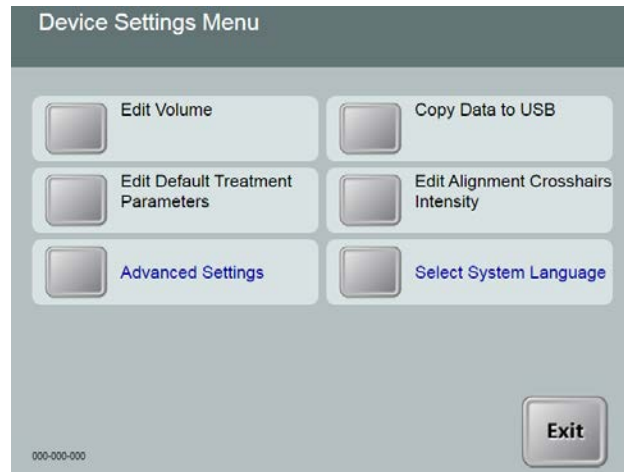 Device Settings Menu
Edit Volume
Copy Data to USB
Edit Default Treatment
Parameters
Edit Alignment Crosshairs
Intensity
Advanced Settings
Select System Language
Exit
000-000-000